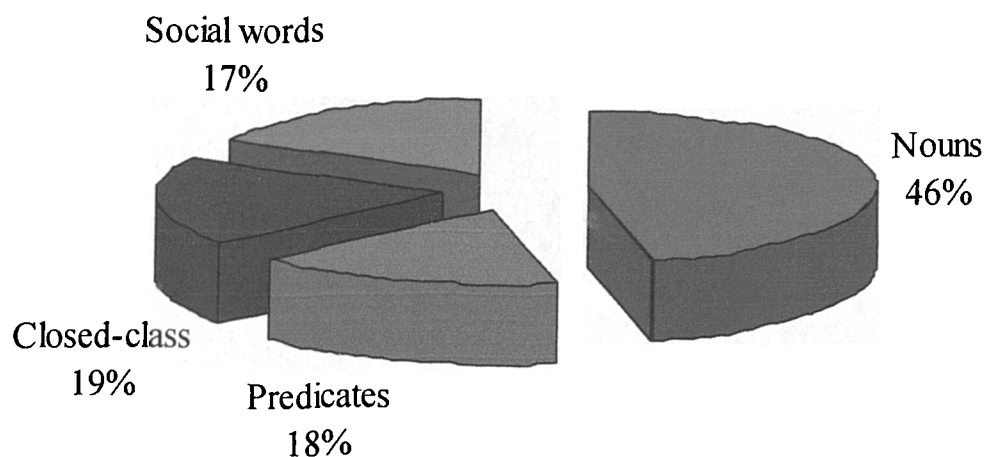 Social words
17%
Nouns
46%
Closed-class
19%
Predicates
18%